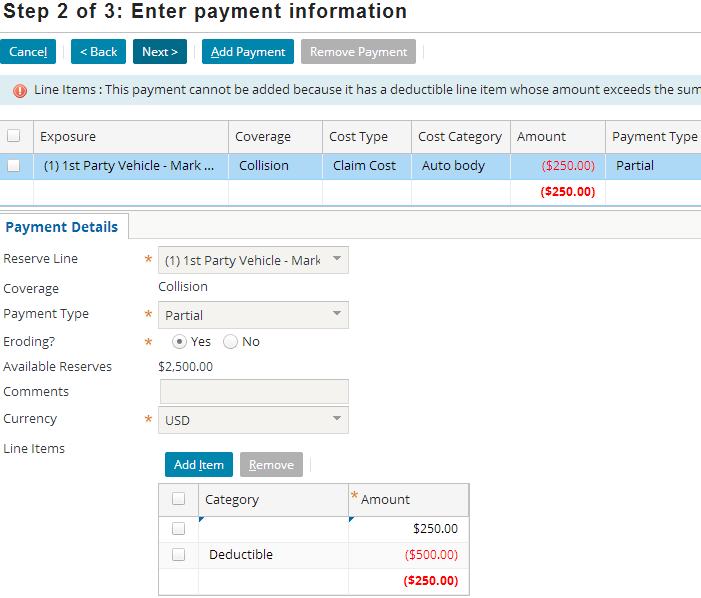 Step 2 of 3: Enter payment information
Cancel < Back Next > Add Payment Remove Payment
Line Items : This payment cannot be added because it has a deductible line item whose amount exceeds the sum
Exposure Coverage Cost Type Cost Category Amount Payment Type
(1) 1st Party Vehicle - Mark ... Collision Claim Cost Auto body ($250.00) Partial
($250.00)
Payment Details
Reserve Line * (1) 1st Party Vehicle - Mark
Coverage Collision
Payment Type * Partial
Eroding? * Yes No
Available Reserves $2,500.00
Comments
Currency * USD
Line Items
Add Item Remove
Category * Amount
$250.00
Deductible ($500.00)
($250.00)